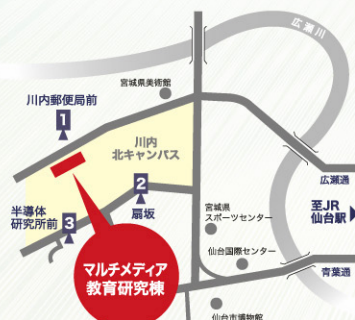 広瀬川
宮城県美術館
川内郵便局前
1
川内
北キャンパス
2
扇坂
広瀬通
至JR
仙台駅
半導体
研究所前
3
宮城県
スポーツセンター
マルチメディア
教育研究棟
仙台国際センター
青葉通
仙台市博物館